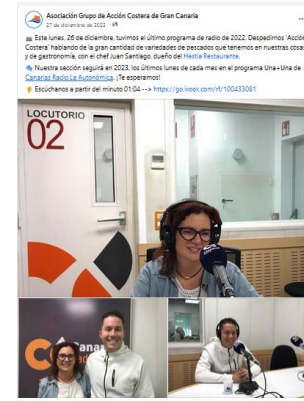 Asociación Grupo de Acción Costera de Gran Canaria
27 de diciembre de 2022 ·
Este lunes, 26 de diciembre, tuvimos el último programa de radio de 2022. Despedimos 'Acción
Costera' hablando de la gran cantidad de variedades de pescados que tenemos en nuestras cosas
y de gastronomía, con el chef Juan Santiago, dueño del Hestia Restaurante.
Nuestra sección seguirá en 2023, los últimos lunes de cada mes en el programa Una+Una de
Canarias Radio La Autonómica. ¡Te esperamos!
Escúchanos a partir del minuto 01:04 --> https://go.ivoox.com/rf/100433081
LOCUTORIO
02
Canar